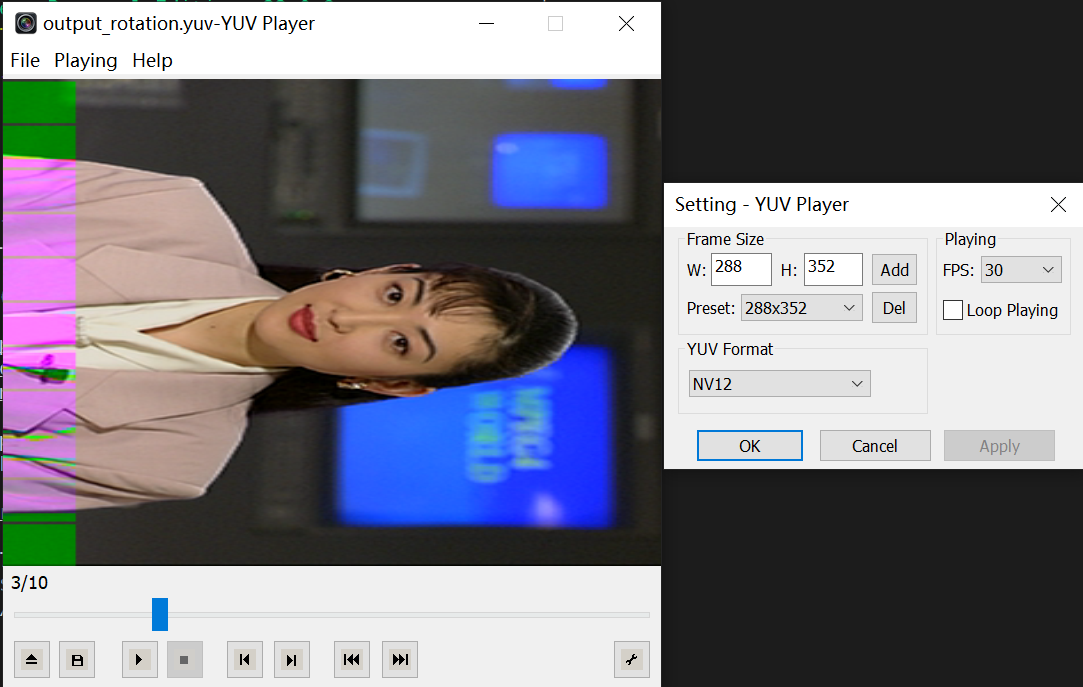 output_rotation.yuv-YUV Player
File Playing Help
3/10
Setting - YUV Player
Frame Size
W: 288 H: 352 Add
Preset: 288x352 Del
Playing
FPS: 30
Loop Playing
YUV Format
NV12
OK Cancel Apply